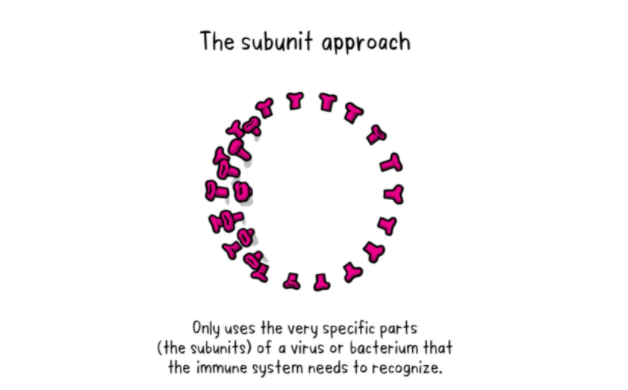 The subunit approach
Only uses the very specific parts
(the subunits) of a virus or bacterium that
the immune system needs to recognize.